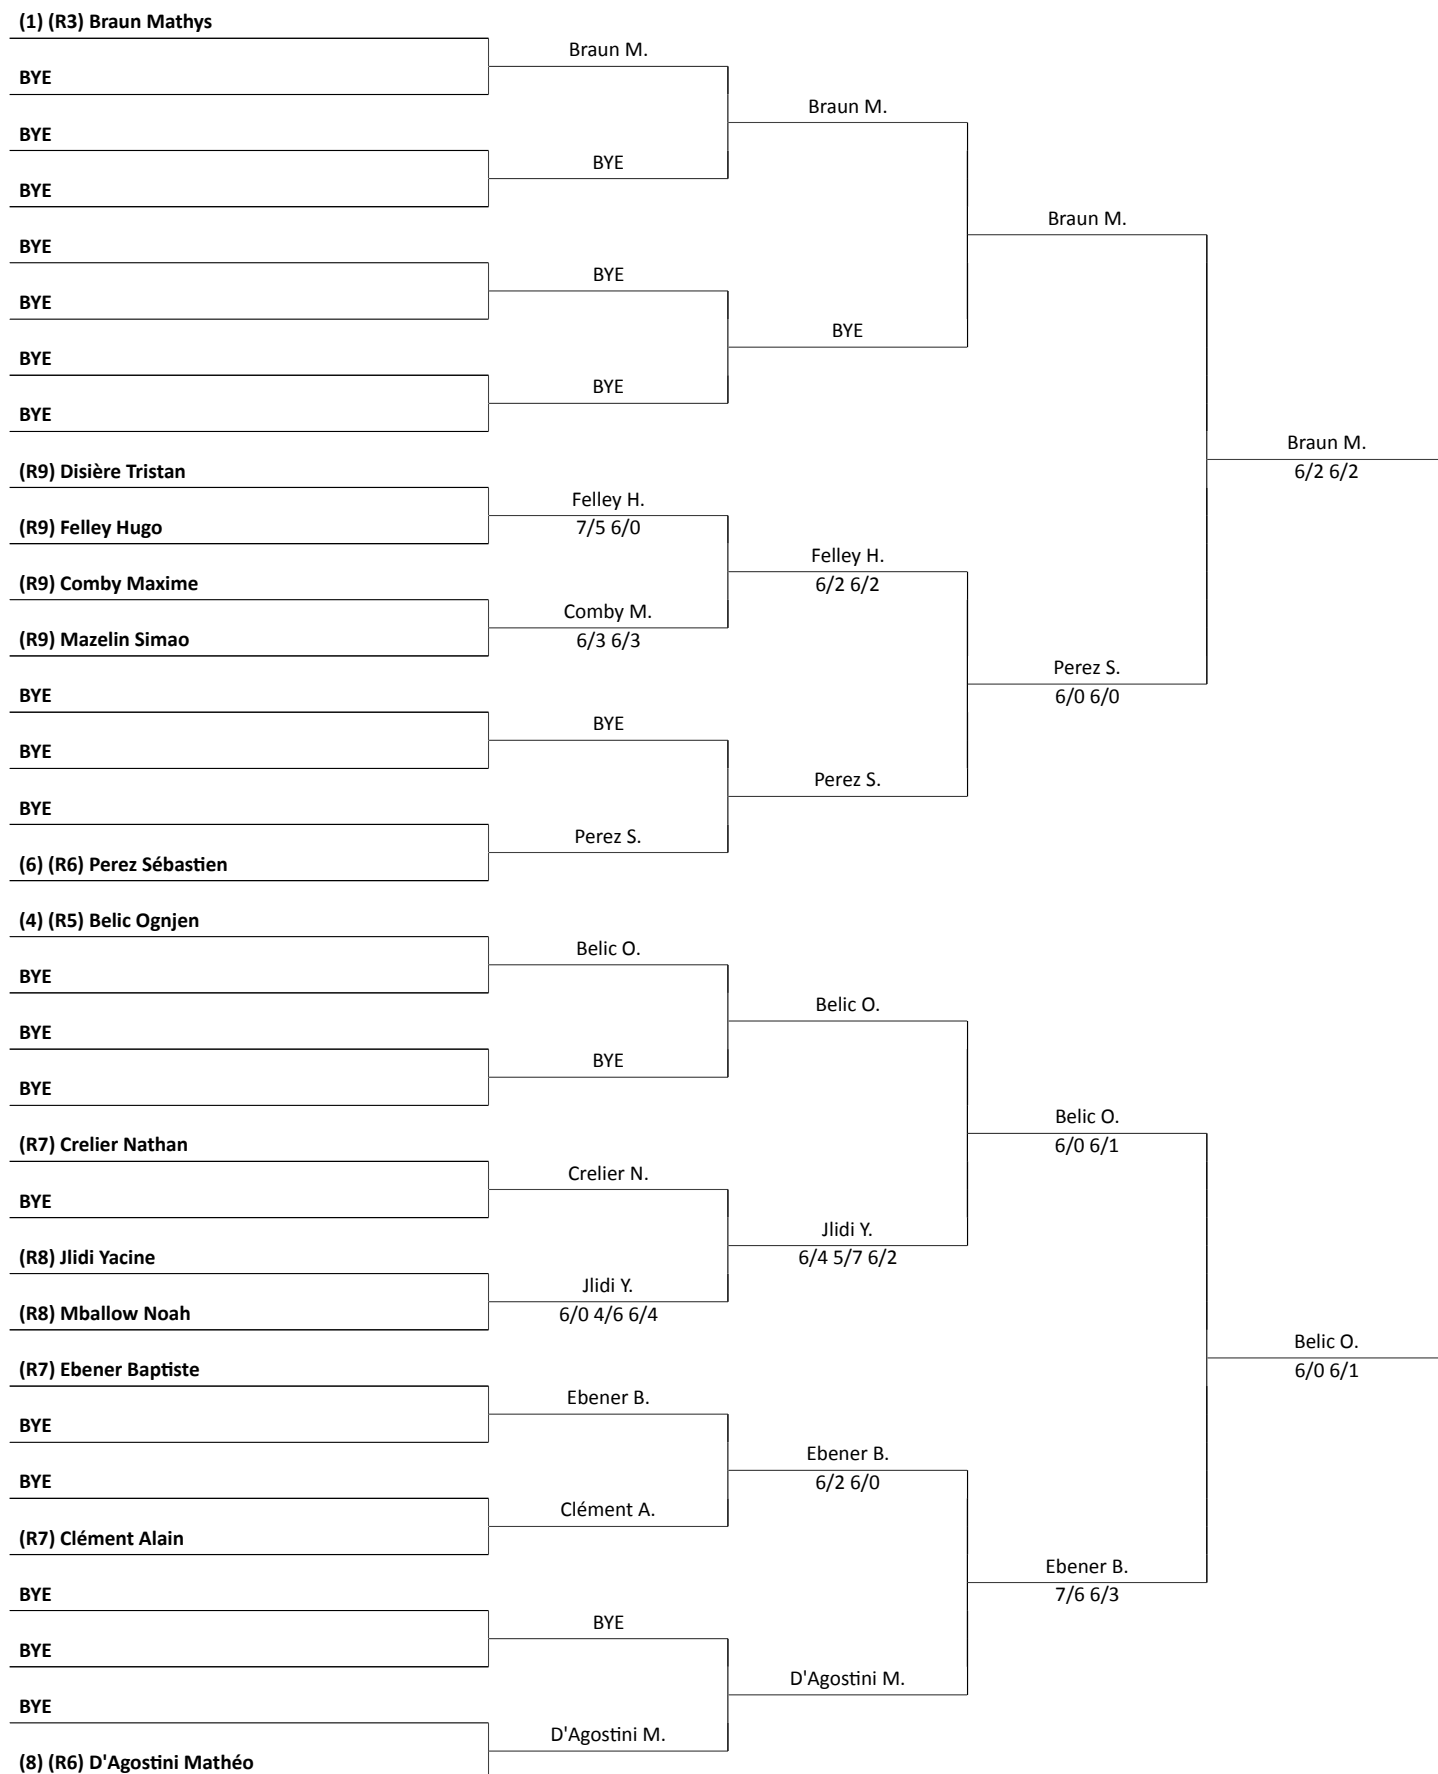 (1) (R3) Braun Mathys
Braun M.
BYE
Braun M.
BYE
BYE
BYE
Braun M.
BYE
BYE
BYE
BYE
BYE
BYE
BYE
Braun M.
6/2 6/2
(R9) Disière Tristan
Felley H.
7/5 6/0
(R9) Felley Hugo
Felley H.
6/2 6/2
(R9) Comby Maxime
Comby M.
6/3 6/3
(R9) Mazelin Simao
Perez S.
6/0 6/0
BYE
BYE
BYE
Perez S.
BYE
Perez S.
(6) (R6) Perez Sébastien
(4) (R5) Belic Ognjen
Belic O.
BYE
Belic O.
BYE
BYE
BYE
Belic O.
6/0 6/1
(R7) Crelier Nathan
Crelier N.
BYE
Jlidi Y.
6/4 5/7 6/2
(R8) Jlidi Yacine
Jlidi Y.
6/0 4/6 6/4
(R8) Mballow Noah
Belic O.
6/0 6/1
(R7) Ebener Baptiste
Ebener B.
BYE
Ebener B.
6/2 6/0
BYE
Clément A.
(R7) Clément Alain
Ebener B.
7/6 6/3
BYE
BYE
BYE
D'Agostini M.
BYE
D'Agostini M.
(8) (R6) D'Agostini Mathéo